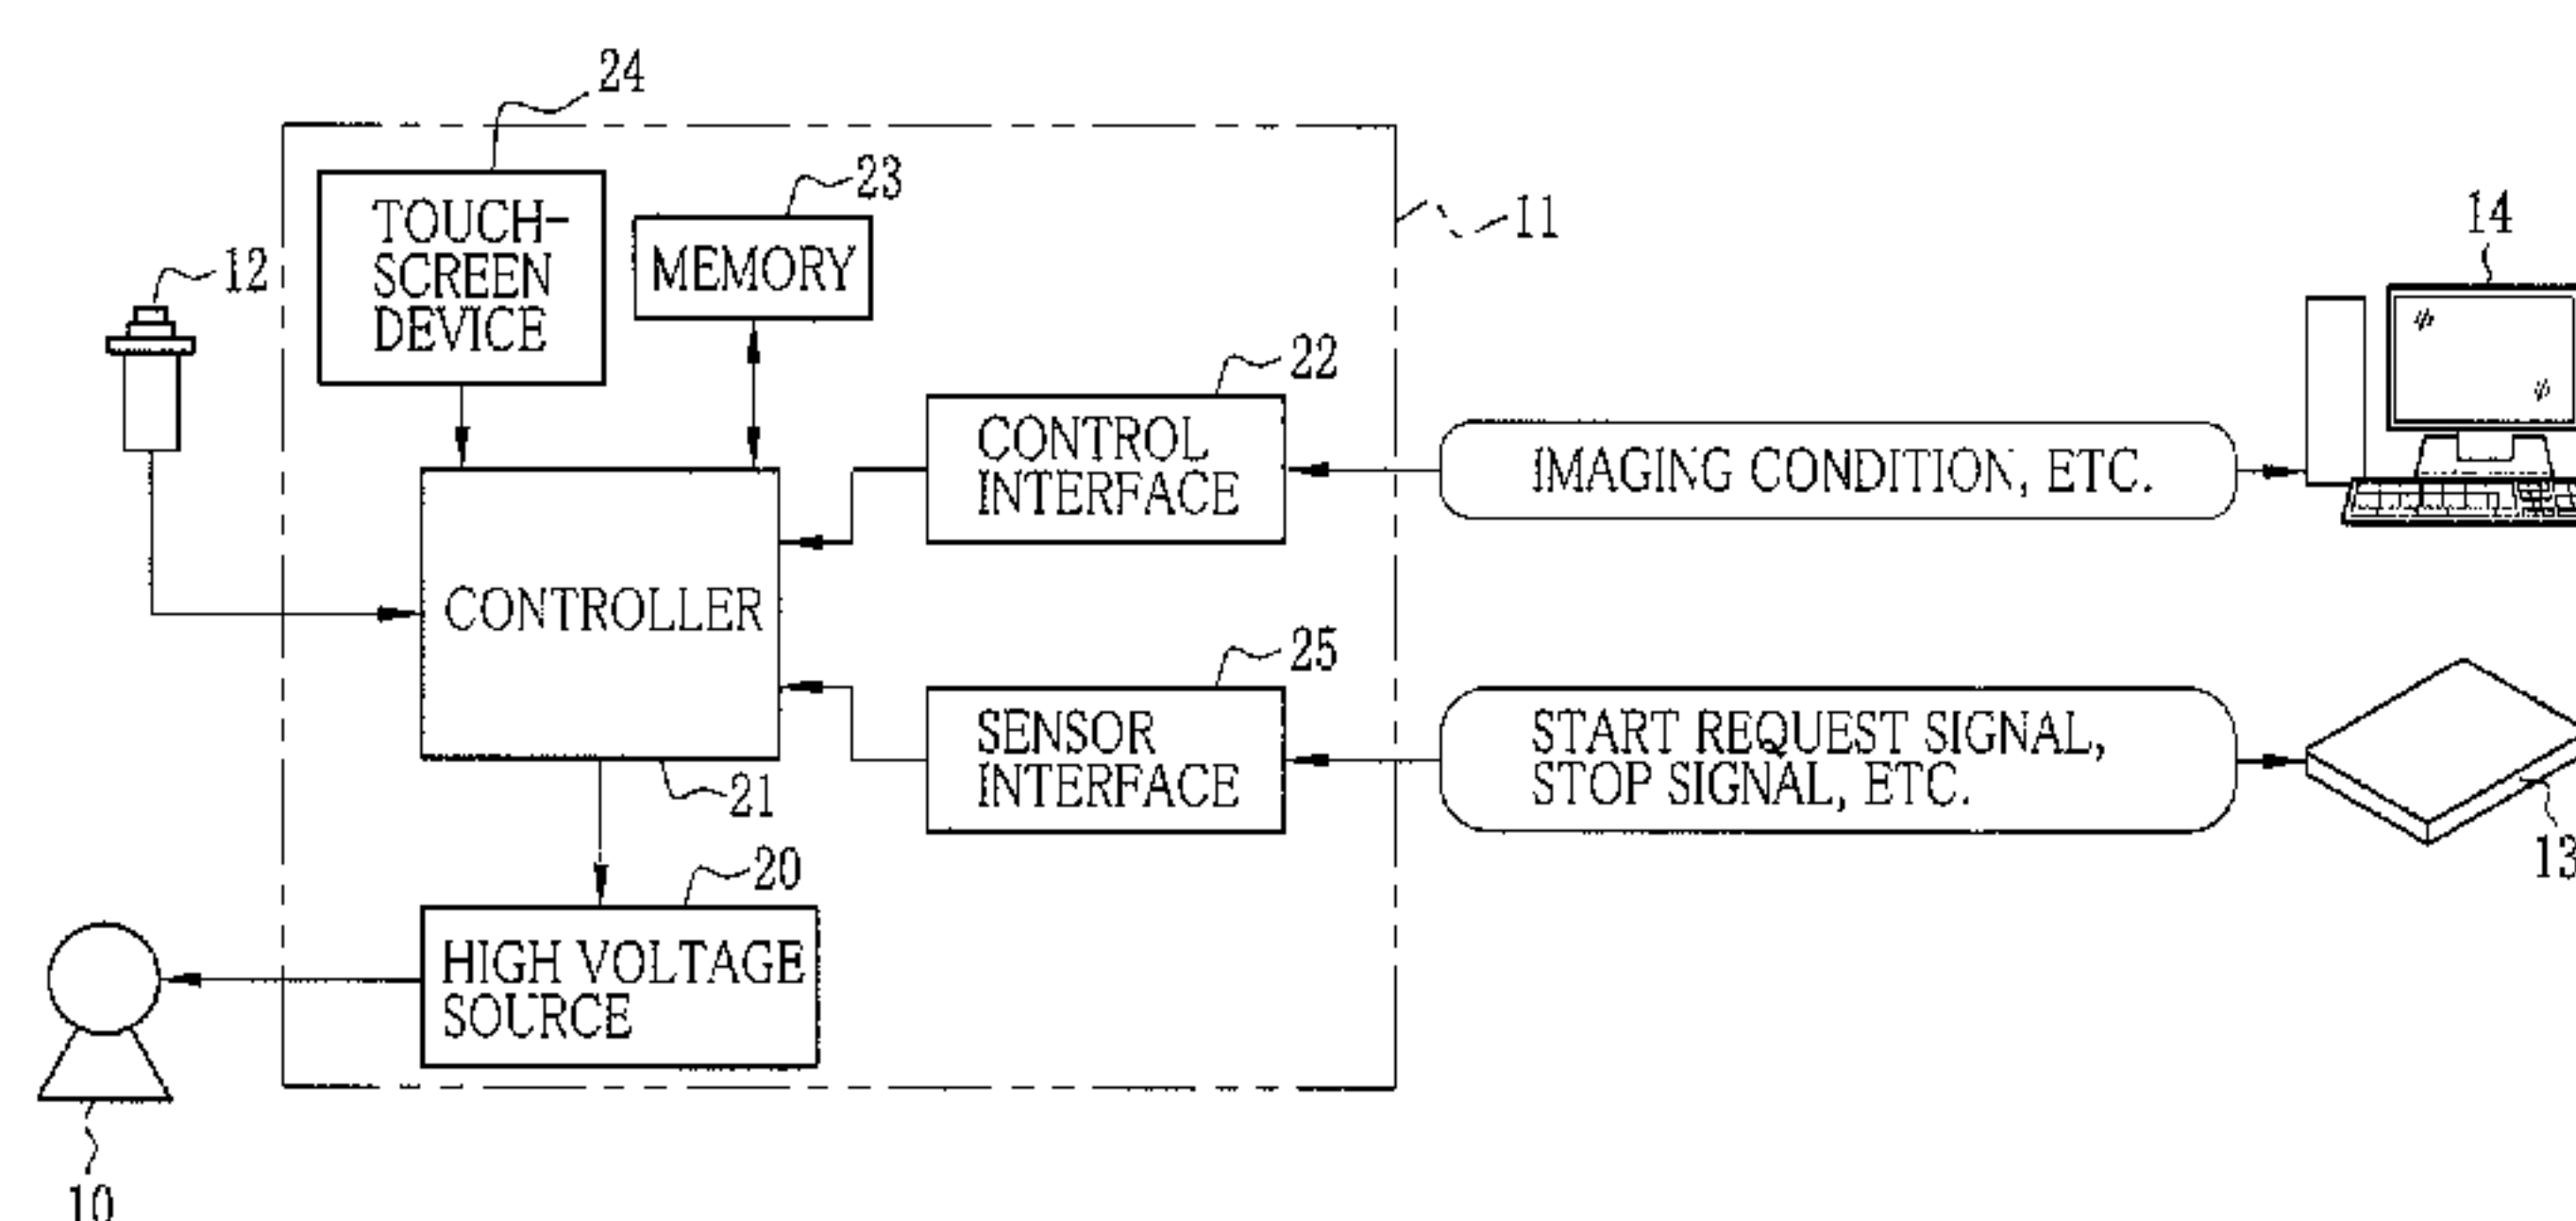 24
TOUCH-
SCREEN
DEVICE
23
MEMORY
12
11
14
22
CONTROL
INTERFACE
IMAGING CONDITION, ETC.
CONTROLLER
21
25
SENSOR
INTERFACE
START REQUEST SIGNAL,
STOP SIGNAL, ETC.
13
20
HIGH VOLTAGE
SOURCE
10